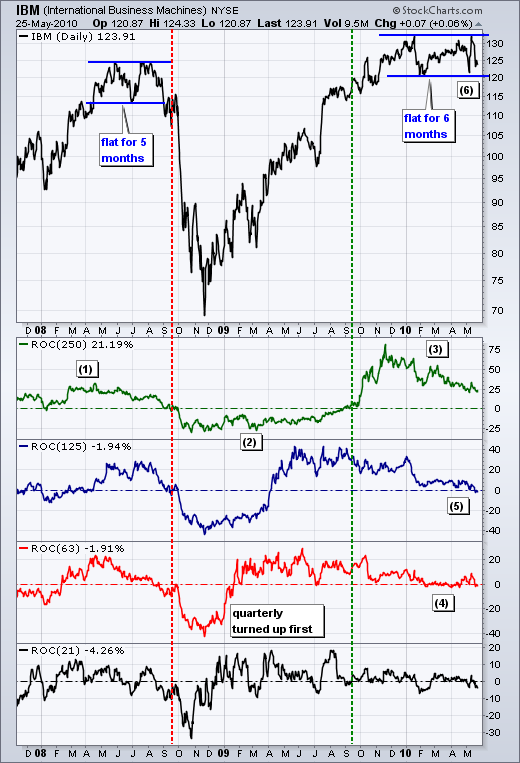 IBM (International Business Machines) NYSE © StockCharts.com
25-May-2010 Op 120.87 Hi 124.33 Lo 120.87 Last 123.91 Vol 9.5M Chg +0.07 (+0.06%)
IBM (Daily) 123.91
130
125
120
115
110
105
100
95
90
85
80
75
70
flat for 5
months
flat for 6
months
(6)
D 08 F M A M J J A S O N D 09 F M A M J J A S O N D 10 F M A M
ROC(250) 21.19%
75
50
25
0
-25
(1)
(2)
(3)
ROC(125) -1.94%
40
20
0
-20
-40
(5)
ROC(63) -1.91%
20
0
-20
-40
(4)
quarterly
turned up first
ROC(21) -4.26%
20
10
0
-10
-20
-30
D 08 F M A M J J A S O N D 09 F M A M J J A S O N D 10 F M A M